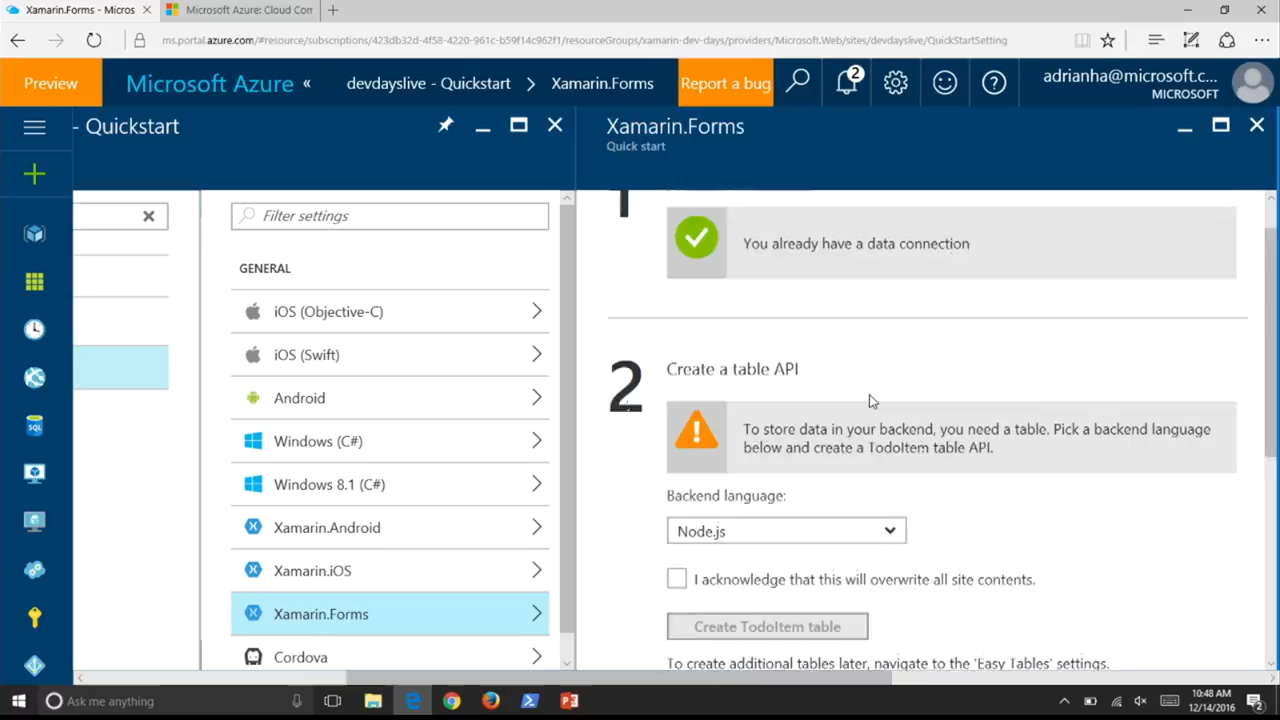 Xamarin.Forms - Micros
Microsoft Azure: Cloud Com
ms.portal.azure.com/#resource/subscriptions/423db32d-4f58-4220-961c-b59f14c962f1/resourceGroups/xamarin-dev-days/providers/Microsoft.Web/sites/devdayslive/QuickStartSetting
Preview
Microsoft Azure «
devdayslive - Quickstart
Xamarin.Forms
Report a bug
2
adrianha@microsoft.c...
MICROSOFT
- Quickstart
Xamarin.Forms
Quick start
Filter settings
GENERAL
iOS (Objective-C)
iOS (Swift)
Android
Windows (C#)
Windows 8.1 (C#)
Xamarin.Android
Xamarin.iOS
Xamarin.Forms
Cordova
SQL
1
You already have a data connection
2
Create a table API
To store data in your backend, you need a table. Pick a backend language
below and create a TodoItem table API.
Backend language:
Node.js
I acknowledge that this will overwrite all site contents.
Create TodoItem table
To create additional tables later, navigate to the 'Easy Tables' settings.
Ask me anything
10:48 AM
12/14/2016
2